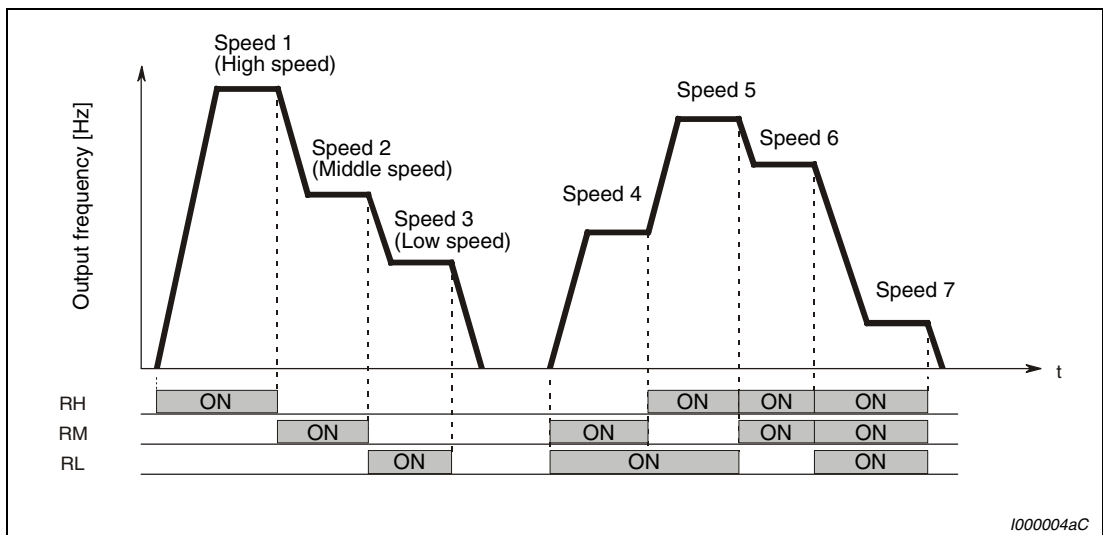 Speed 1
(High speed)
Speed 2
(Middle speed)
Speed 3
(Low speed)
Speed 4
Speed 5
Speed 6
Speed 7
Output frequency [Hz]
t
RH ON ON ON ON
RM ON ON ON ON
RL ON ON ON
I000004aC